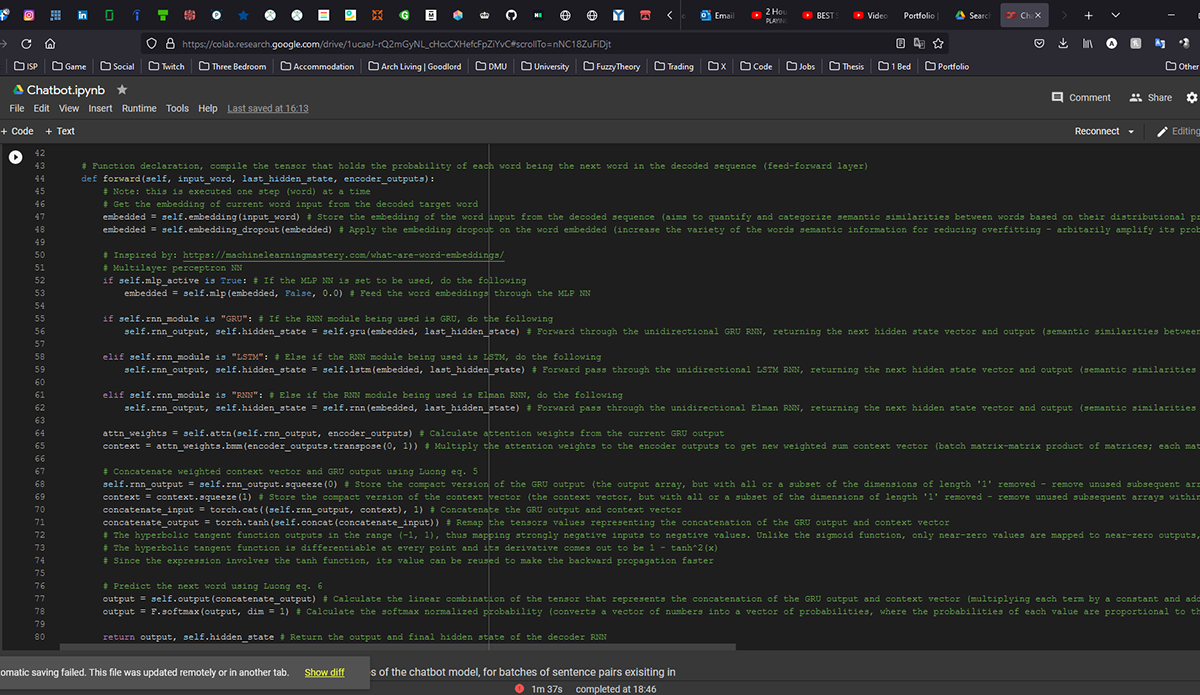 Email
2 Hou
PLAYING
BEST
Video
Portfolio |
Search
Ch
https://colab.research.google.com/drive/1ucaeJ-rQ2mGyNL_cHcxCXHefcFpZiYvC#scrollTo=nNC18ZuFiDjt
ISP
Game
Social
Twitch
Three Bedroom
Accommodation
Arch Living | Goodlord
DMU
University
FuzzyTheory
Trading
X
Code
Jobs
Thesis
1 Bed
Portfolio
Other
Chatbot.ipynb
File Edit View Insert Runtime Tools Help Last saved at 16:13
Comment
Share
+ Code + Text
Reconnect
Editing
42
43 # Function declaration, compile the tensor that holds the probability of each word being the next word in the decoded sequence (feed-forward layer)
44 def forward(self, input_word, last_hidden_state, encoder_outputs):
45 # Note: this is executed one step (word) at a time
46 # Get the embedding of current word input from the decoded target word
47 embedded = self.embedding(input_word) # Store the embedding of the word input from the decoded sequence (aims to quantify and categorize semantic similarities between words based on their distributional pr
48 embedded = self.embedding_dropout(embedded) # Apply the embedding dropout on the word embedded (increase the variety of the words semantic information for reducing overfitting - arbitarily amplify its prob
49
50 # Inspired by: https://machinelearningmastery.com/what-are-word-embeddings/
51 # Multilayer perceptron NN
52 if self.mlp_active is True: # If the MLP NN is set to be used, do the following
53 embedded = self.mlp(embedded, False, 0.0) # Feed the word embeddings through the MLP NN
54
55 if self.rnn_module is "GRU": # If the RNN module being used is GRU, do the following
56 self.rnn_output, self.hidden_state = self.gru(embedded, last_hidden_state) # Forward through the unidirectional GRU RNN, returning the next hidden state vector and output (semantic similarities between
57
58 elif self.rnn_module is "LSTM": # Else if the RNN module being used is LSTM, do the following
59 self.rnn_output, self.hidden_state = self.lstm(embedded, last_hidden_state) # Forward pass through the unidirectional LSTM RNN, returning the next hidden state vector and output (semantic similarities
60
61 elif self.rnn_module is "RNN": # Else if the RNN module being used is Elman RNN, do the following
62 self.rnn_output, self.hidden_state = self.rnn(embedded, last_hidden_state) # Forward pass through the unidirectional Elman RNN, returning the next hidden state vector and output (semantic similarities
63
64 attn_weights = self.attn(self.rnn_output, encoder_outputs) # Calculate attention weights from the current GRU output
65 context = attn_weights.bmm(encoder_outputs.transpose(0, 1)) # Multiply the attention weights to the encoder outputs to get new weighted sum context vector (batch matrix-matrix product of matrices; each mat
66
67 # Concatenate weighted context vector and GRU output using Luong eq. 5
68 self.rnn_output = self.rnn_output.squeeze(0) # Store the compact version of the GRU output (the output array, but with all or a subset of the dimensions of length '1' removed - remove unused subsequent arr
69 context = context.squeeze(1) # Store the compact version of the context vector (the context vector, but with all or a subset of the dimensions of length '1' removed - remove unused subsequent arrays within
70 concatenate_input = torch.cat((self.rnn_output, context), 1) # Concatenate the GRU output and context vector
71 concatenate_output = torch.tanh(self.concat(concatenate_input)) # Remap the tensors values representing the concatenation of the GRU output and context vector
72 # The hyperbolic tangent function outputs in the range (-1, 1), thus mapping strongly negative inputs to negative values. Unlike the sigmoid function, only near-zero values are mapped to near-zero outputs,
73 # The hyperbolic tangent function is differentiable at every point and its derivative comes out to be 1 - tanh^2(x)
74 # Since the expression involves the tanh function, its value can be reused to make the backward propagation faster
75
76 # Predict the next word using Luong eq. 6
77 output = self.output(concatenate_output) # Calculate the linear combination of the tensor that represents the concatenation of the GRU output and context vector (multiplying each term by a constant and add
78 output = F.softmax(output, dim = 1) # Calculate the softmax normalized probability (converts a vector of numbers into a vector of probabilities, where the probabilities of each value are proportional to th
79
80 return output, self.hidden_state # Return the output and final hidden state of the decoder RNN
omatic saving failed. This file was updated remotely or in another tab. Show diff
s of the chatbot model, for batches of sentence pairs exisiting in
1m 37s completed at 18:46